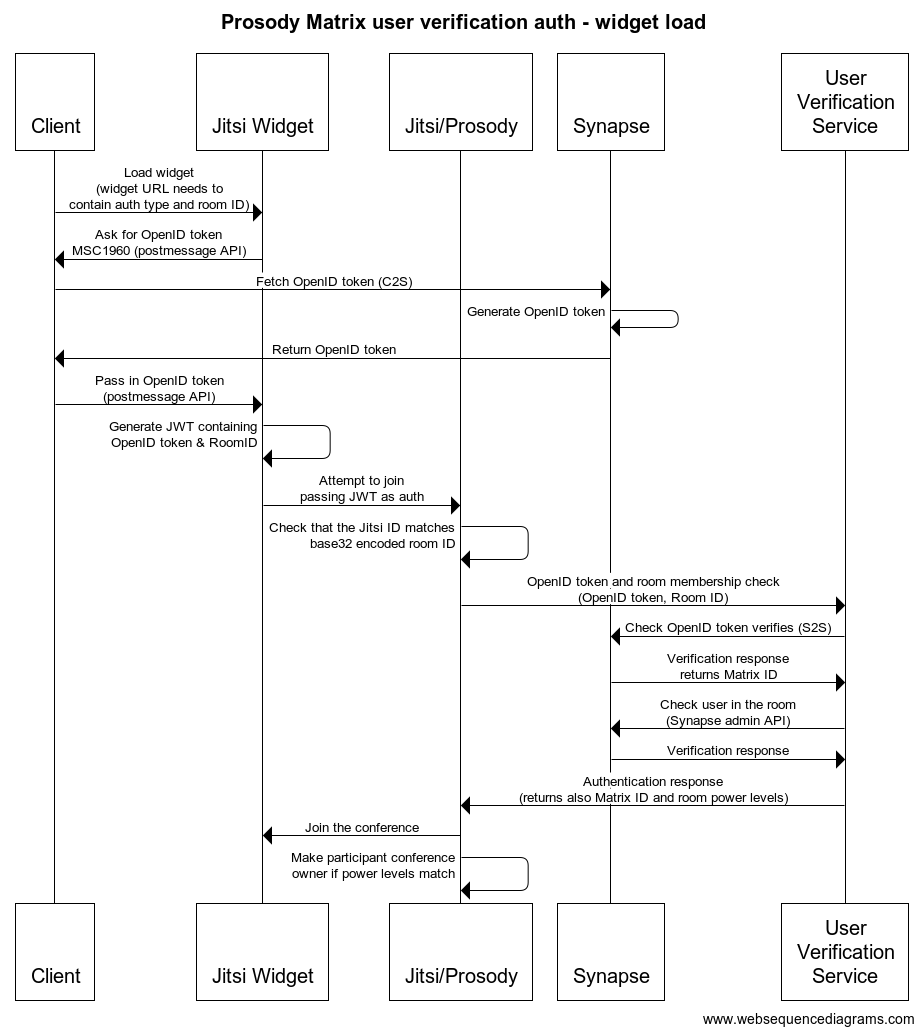 Prosody Matrix user verification auth - widget load
Client
Jitsi Widget
Jitsi/Prosody
Synapse
User
Verification
Service
Load widget
(widget URL needs to
contain auth type and room ID)
Ask for OpenID token
MSC1960 (postmessage API)
Fetch OpenID token (C2S)
Generate OpenID token
Return OpenID token
Pass in OpenID token
(postmessage API)
Generate JWT containing
OpenID token & RoomID
Attempt to join
passing JWT as auth
Check that the Jitsi ID matches
base32 encoded room ID
OpenID token and room membership check
(OpenID token, Room ID)
Check OpenID token verifies (S2S)
Verification response
returns Matrix ID
Check user in the room
(Synapse admin API)
Verification response
Authentication response
(returns also Matrix ID and room power levels)
Join the conference
Make participant conference
owner if power levels match
Client
Jitsi Widget
Jitsi/Prosody
Synapse
User
Verification
Service
www.websequencediagrams.com